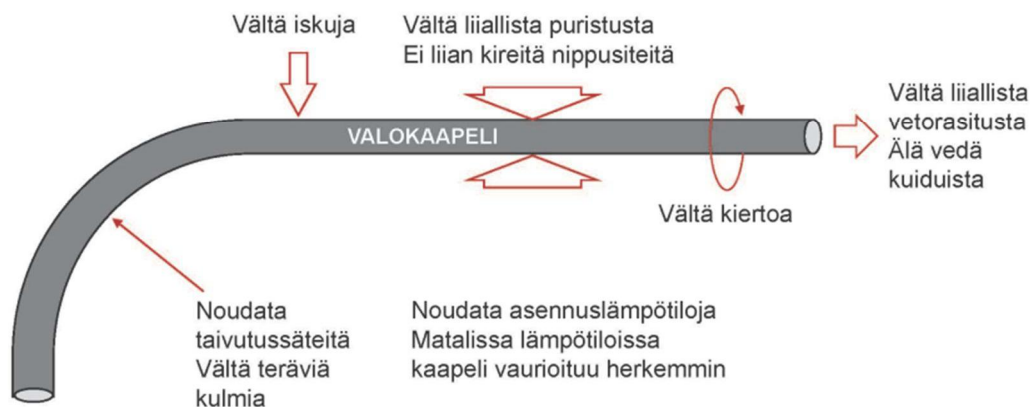 Vältä iskuja
Vältä liiallista puristusta
Ei liian kireitä nippusiteitä
Vältä liiallista
vetorasitusta
Älä vedä
kuiduista
VALOKAAPELI
Vältä kiertoa
Noudata
taivutussäteitä
Vältä teräviä
kulmia
Noudata asennuslämpötiloja
Matalissa lämpötiloissa
kaapeli vaurioituu herkemmin